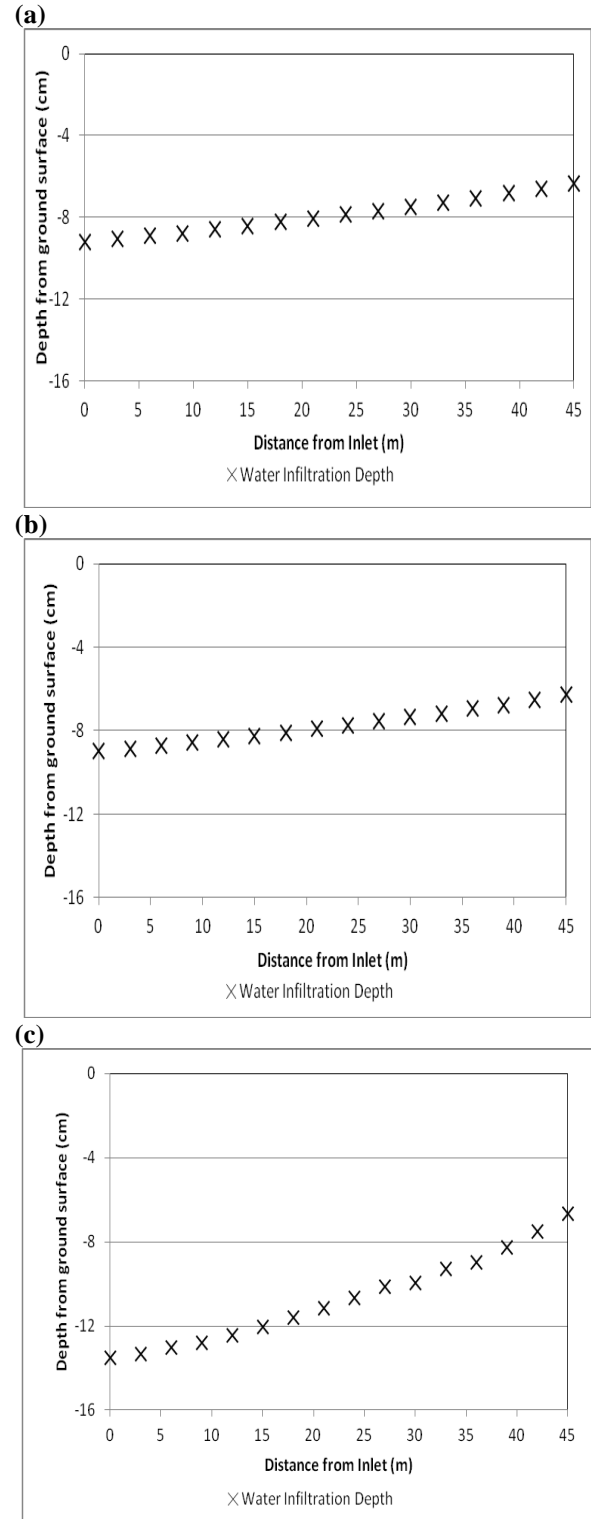 (a)
Depth from ground surface (cm)
0
-4
-8
-12
-16
0 5 10 15 20 25 30 35 40 45
Distance from Inlet (m)
X Water Infiltration Depth
(b)
Depth from ground surface (cm)
0
-4
-8
-12
-16
0 5 10 15 20 25 30 35 40 45
Distance from Inlet (m)
X Water Infiltration Depth
(c)
Depth from ground surface (cm)
0
-4
-8
-12
-16
0 5 10 15 20 25 30 35 40 45
Distance from Inlet (m)
X Water Infiltration Depth